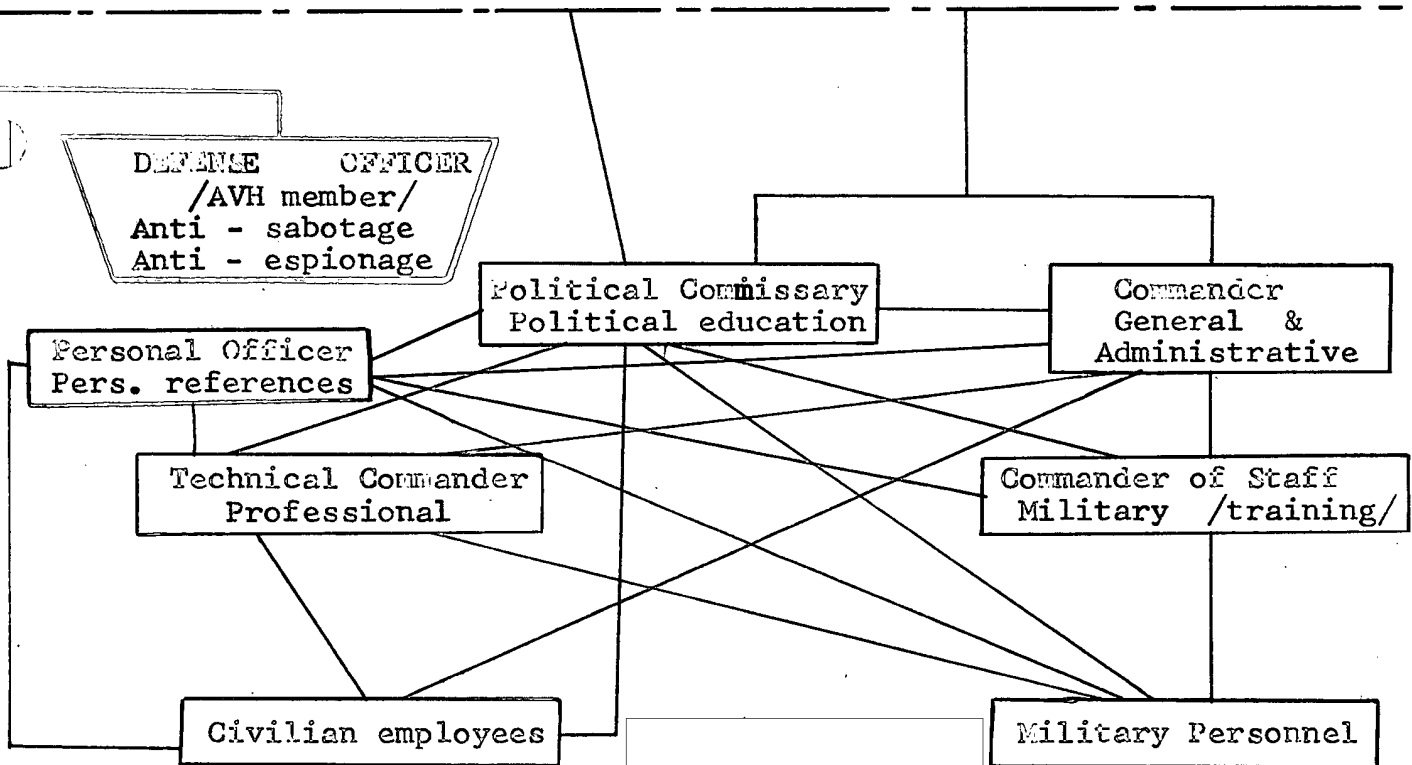 DEFENSE OFFICER
/AVH member/
Anti - sabotage
Anti - espionage
Political Commissary
Political education
Commander
General &
Administrative
Personal Officer
Pers. references
Technical Commander
Professional
Commander of Staff
Military /training/
Civilian employees
Military Personnel